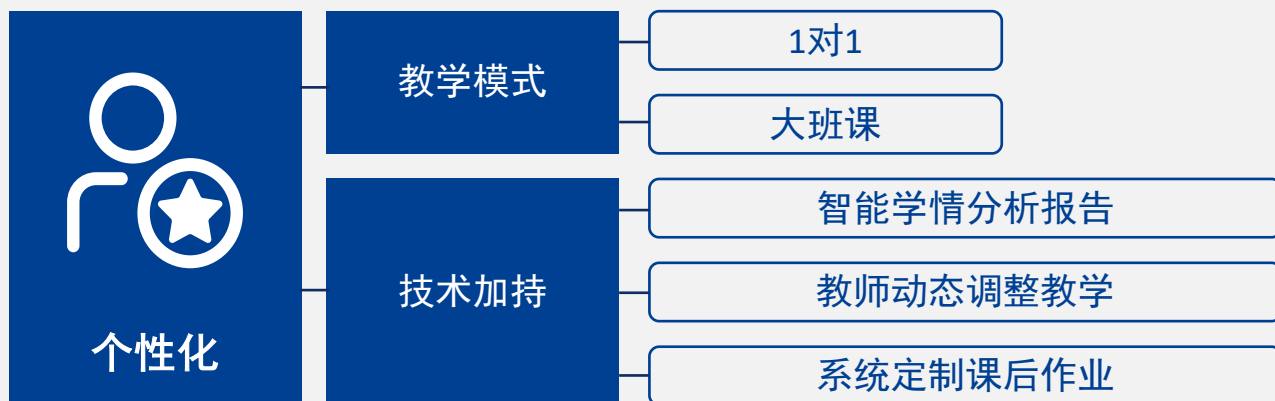 个性化
教学模式
1对1
大班课
技术加持
智能学情分析报告
教师动态调整教学
系统定制课后作业